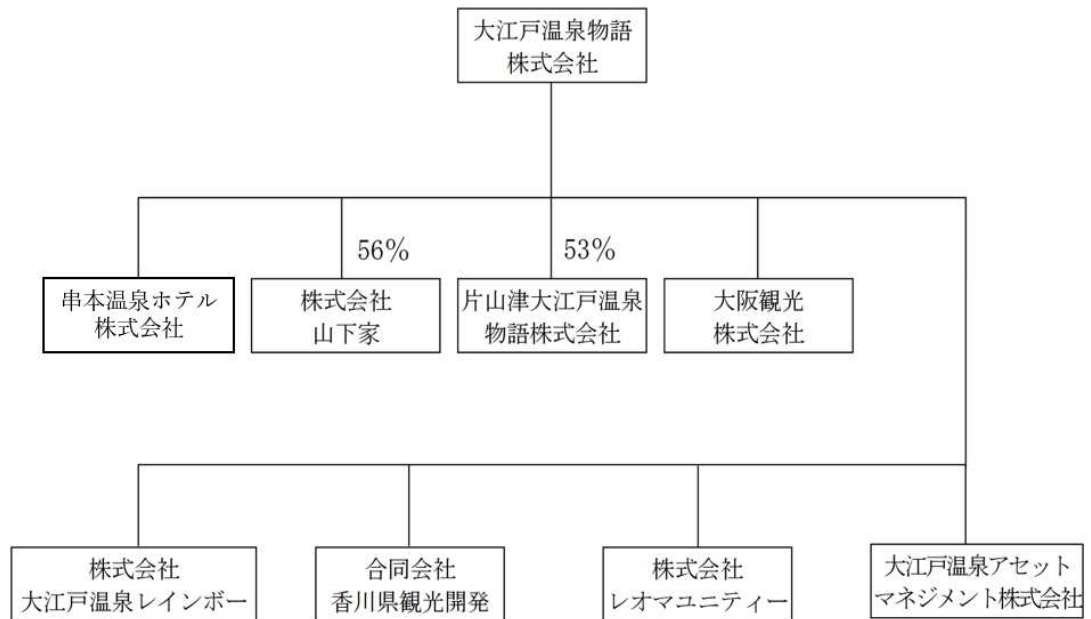 大江戸温泉物語
株式会社
56%
53%
串本温泉ホテル
株式会社
株式会社
山下家
片山津大江戸温泉
物語株式会社
大阪観光
株式会社
株式会社
大江戸温泉レインボー
合同会社
香川県観光開発
株式会社
レオマユニティー
大江戸温泉アセット
マネジメント株式会社